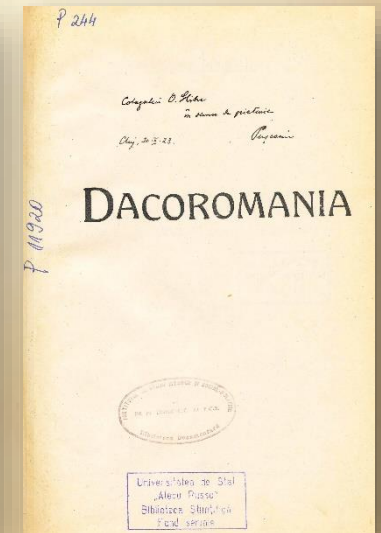 P 244
Colegului O. Ghibu
în semn de prietenie
Cluj, 20 X 23. Pușcariu
P 11920
DACOROMANIA
Universitatea de Stat
„Alecu Russo"
Biblioteca Științifică
Fond servis